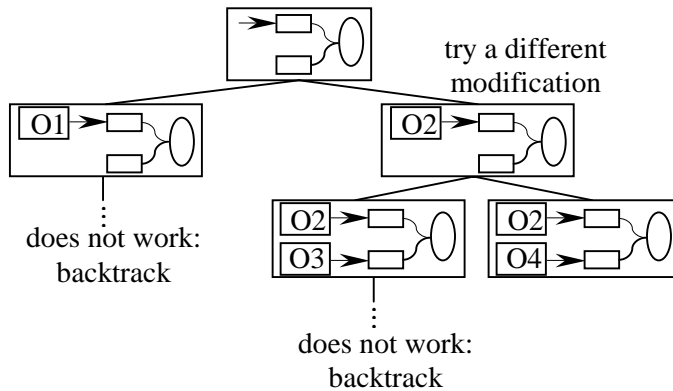 try a different
modification
O1
O2
does not work:
backtrack
O2
O3
O2
O4
does not work:
backtrack